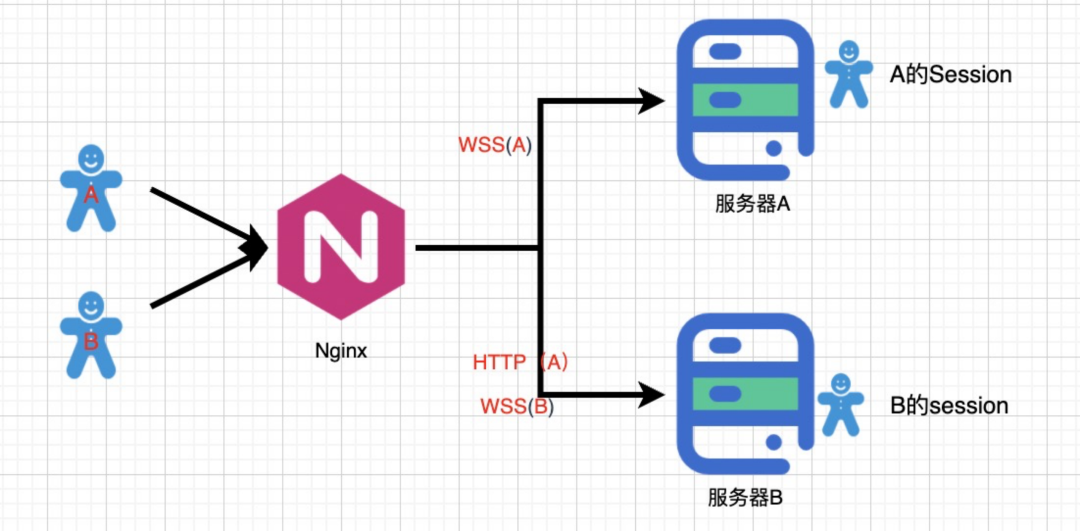 A
B
N
Nginx
WSS(A)
HTTP (A)
WSS(B)
A的Session
服务器A
B的session
服务器B